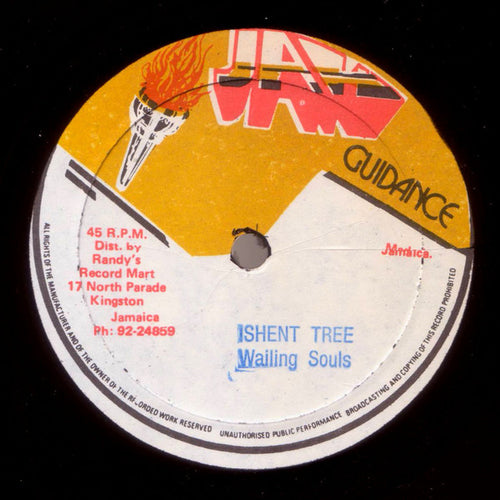 JAH
GUIDANCE
45 R.P.M.
Dist. by
Randy's
Record Mart
17 North Parade
Kingston
Jamaica
Ph: 92-24859
Jamaica.
ISHENT TREE
Wailing Souls
ALL RIGHTS OF THE MANUFACTURER AND OF THE OWNER OF THE RECORDED WORK RESERVED UNAUTHORISED PUBLIC PERFORMANCE BROADCASTING AND COPYING OF THIS RECORD PROHIBITED